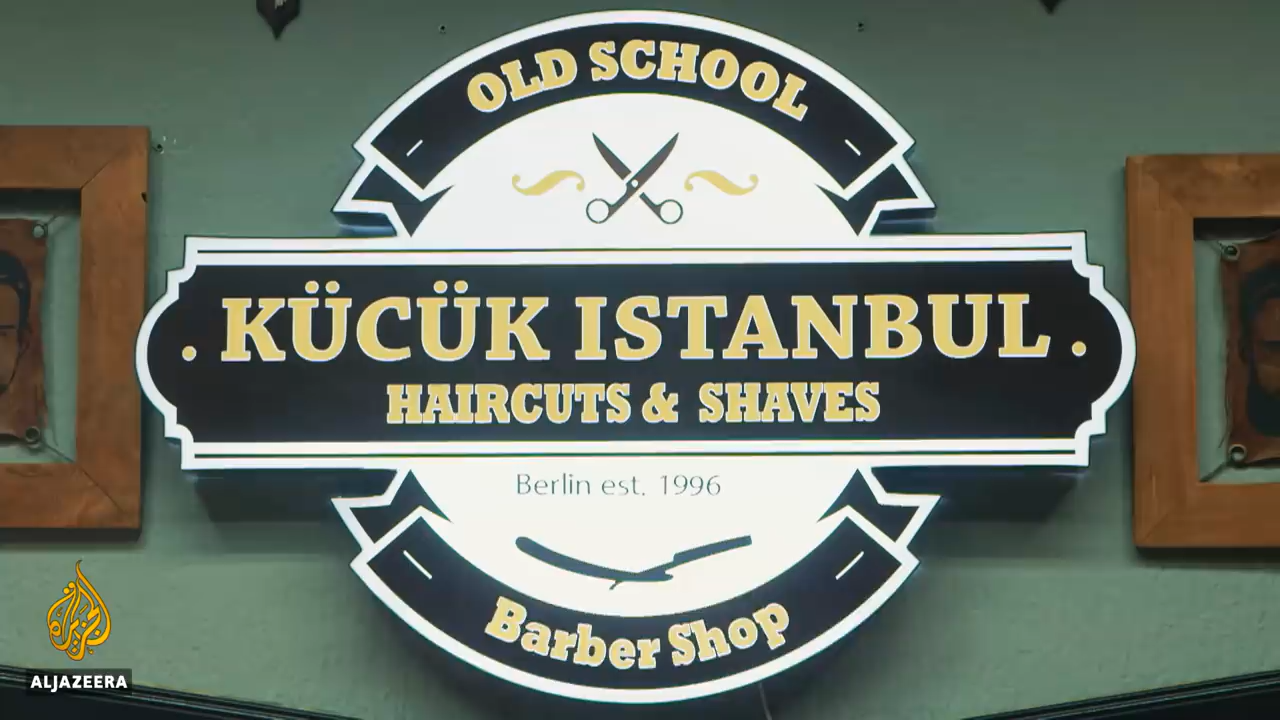 OLD SCHOOL
KÜCÜK ISTANBUL
HAIRCUTS & SHAVES
Berlin est. 1996
Barber Shop
ALJAZEERA